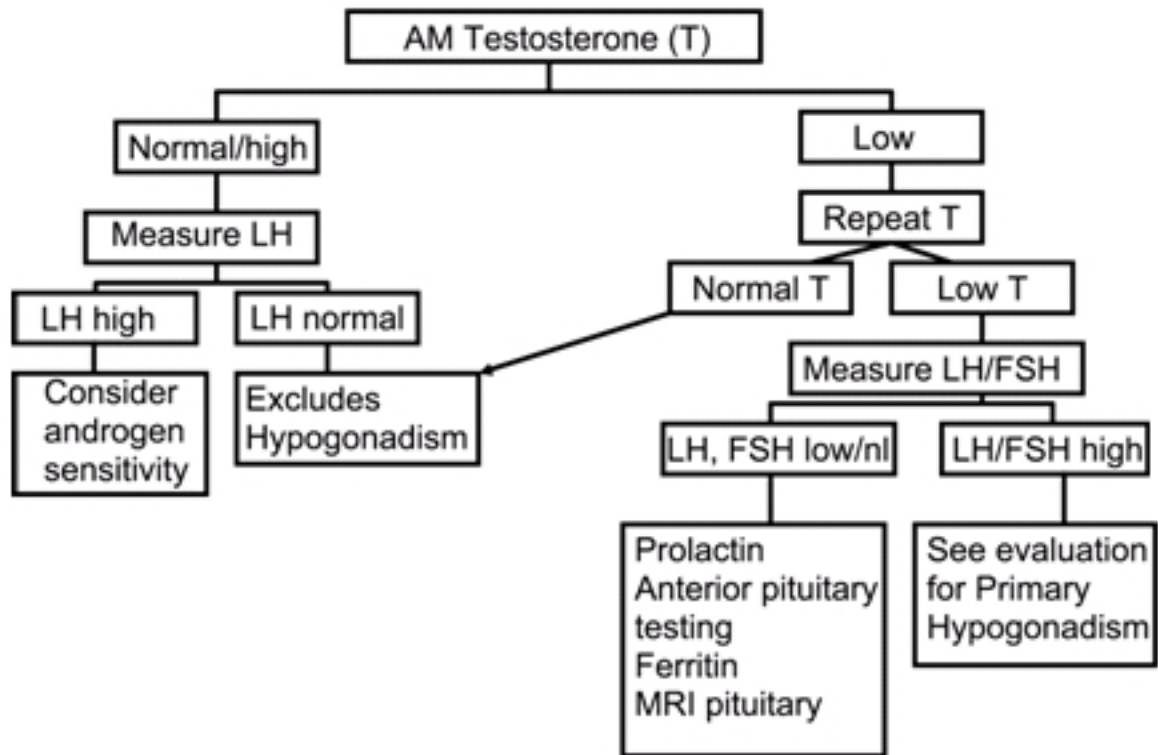 AM Testosterone (T)
Normal/high
Low
Measure LH
Repeat T
LH high
LH normal
Normal T
Low T
Consider
androgen
sensitivity
Excludes
Hypogonadism
Measure LH/FSH
LH, FSH low/nl
LH/FSH high
Prolactin
Anterior pituitary
testing
Ferritin
MRI pituitary
See evaluation
for Primary
Hypogonadism